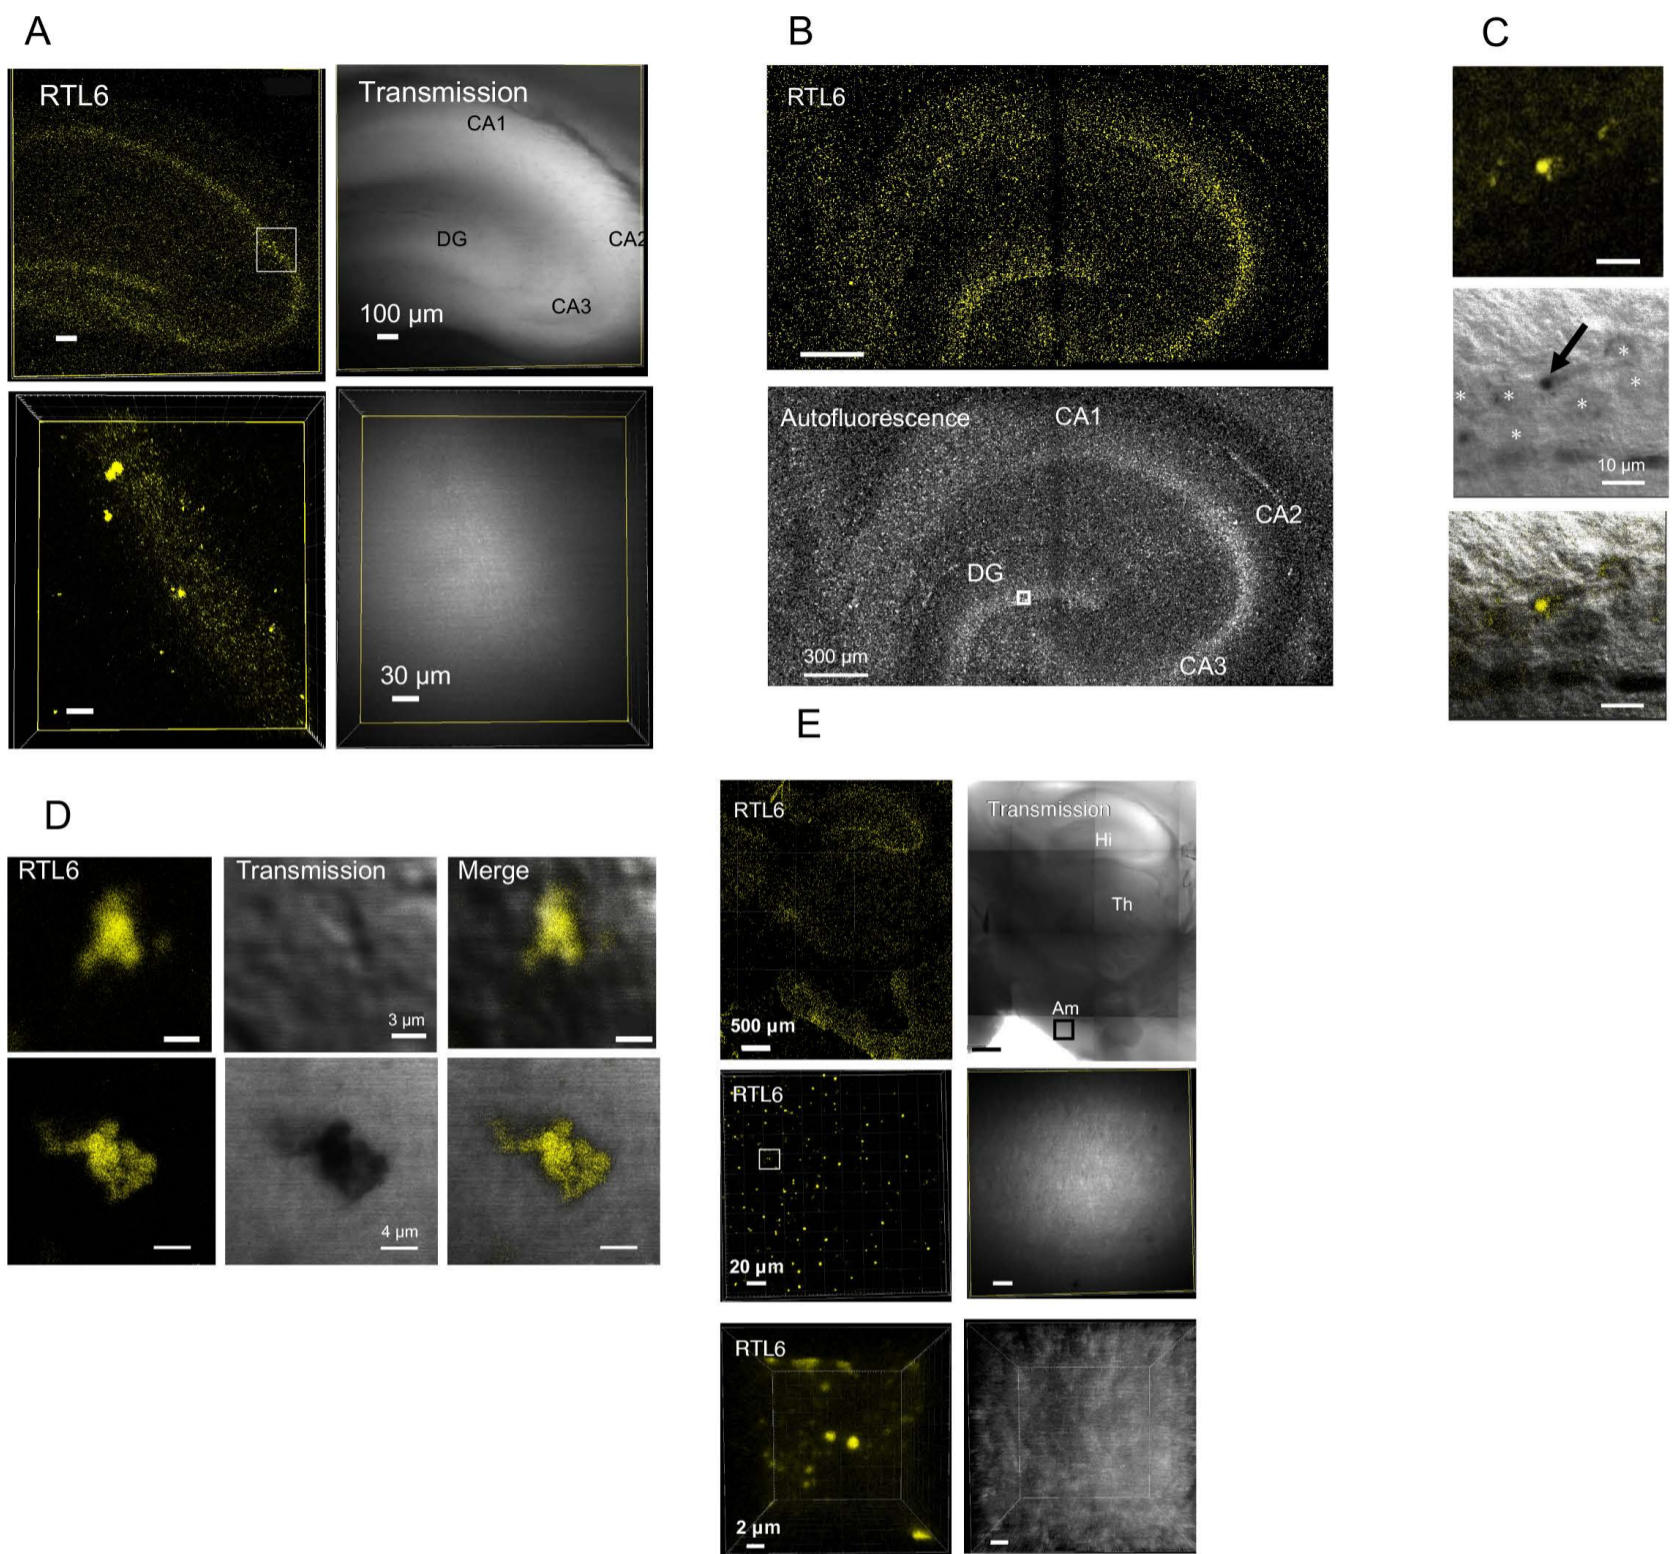 A
RTL6
Transmission
CA1
DG
CA2
CA3
100 µm
30 µm
B
RTL6
Autofluorescence
CA1
CA2
DG
CA3
300 µm
C
*
*
* * *
*
10 µm
D
RTL6
Transmission
Merge
3 µm
4 µm
E
RTL6
Transmission
Hi
Th
Am
500 µm
RTL6
20 µm
RTL6
2 µm